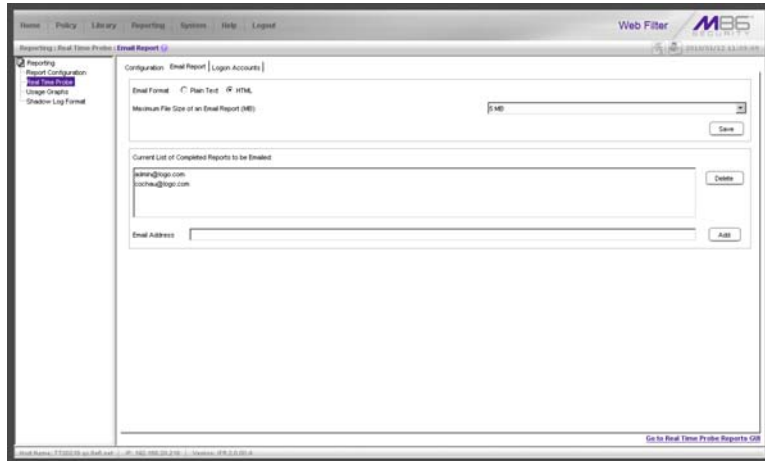 Home Policy Library Reporting System Help Logout
Web Filter
M86
SECURITY
Reporting : Real Time Probe : Email Report
Reporting
Report Configuration
Real Time Probe
Usage Graphs
Shadow Log Format
Configuration Email Report Logon Accounts
Email Format Plain Text HTML
Maximum File Size of an Email Report (MB) 5 MB
Save
Current List of Completed Reports to be Emailed
admin@logo.com
Delete
Email Address Add
Go to Real Time Probe Reports GUI